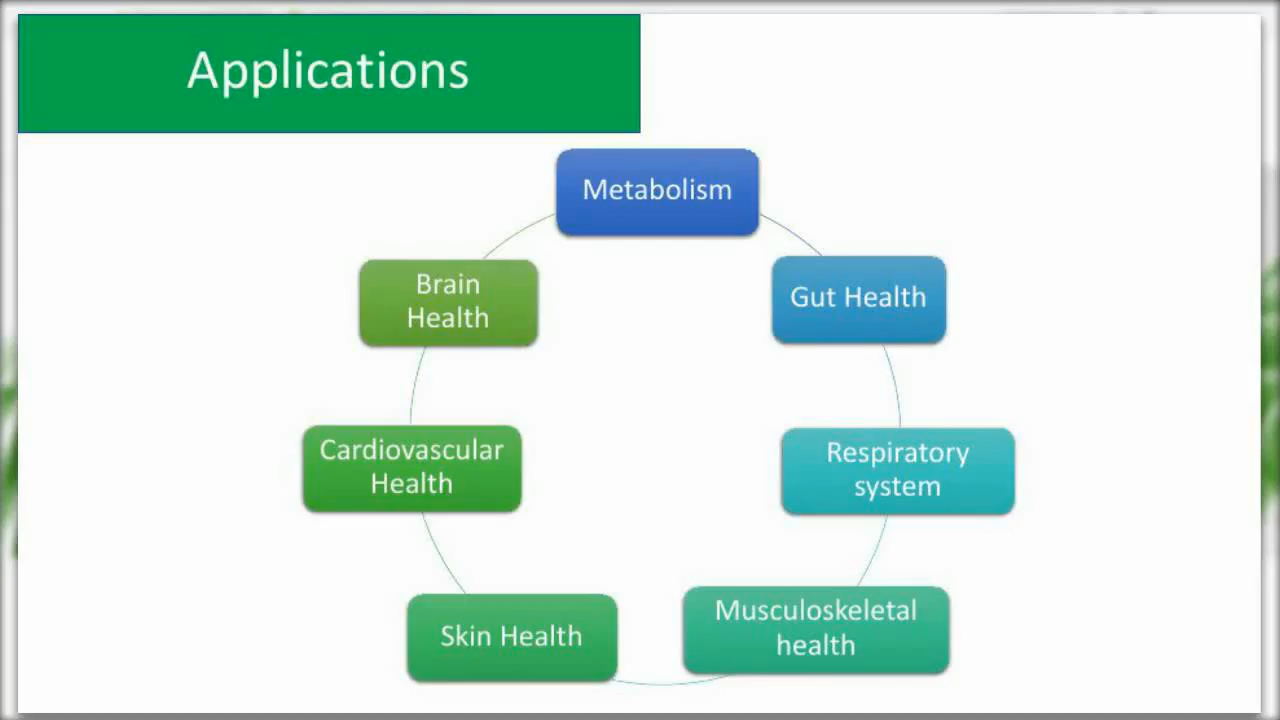 Applications
Metabolism
Gut Health
Respiratory
system
Musculoskeletal
health
Skin Health
Cardiovascular
Health
Brain
Health